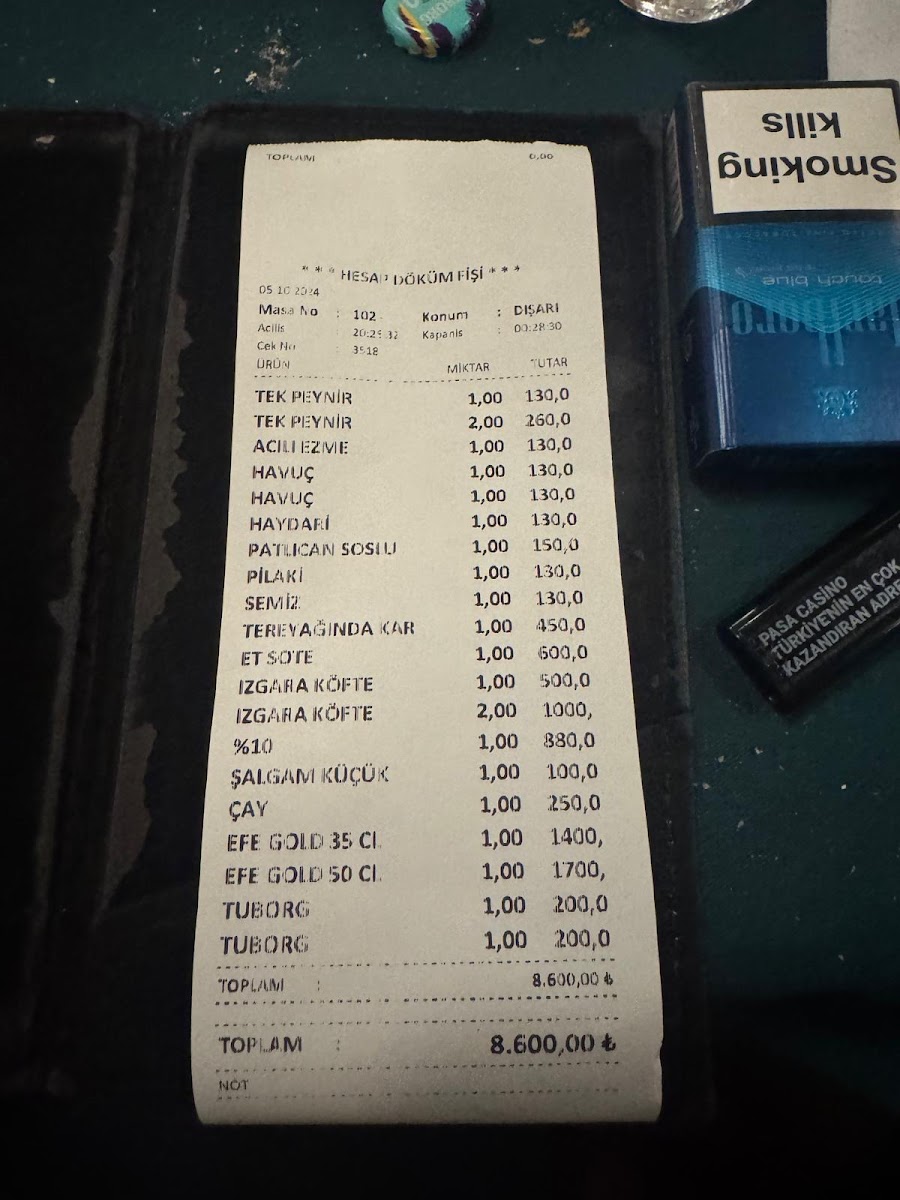 TOPLAM 0,00
* * * HESAP DÖKÜM FİŞİ * * *
05.10.2024
Masa No : 102 Konum : DIŞARI
Acilis : 20:25:32 Kapanis : 00:28:30
Cek No : 3518
ÜRÜN MİKTAR TUTAR
TEK PEYNİR 1,00 130,0
TEK PEYNİR 2,00 260,0
ACILI EZME 1,00 130,0
HAVUÇ 1,00 130,0
HAVUÇ 1,00 130,0
HAYDARİ 1,00 130,0
PATLICAN SOSLU 1,00 150,0
PİLAKİ 1,00 130,0
SEMİZ 1,00 130,0
TEREYAĞINDA KAR 1,00 450,0
ET SOTE 1,00 600,0
IZGARA KÖFTE 1,00 500,0
IZGARA KÖFTE 2,00 1000,
%10 1,00 880,0
ŞALGAM KÜÇÜK 1,00 100,0
ÇAY 1,00 250,0
EFE GOLD 35 CL 1,00 1400,
EFE GOLD 50 CL 1,00 1700,
TUBORG 1,00 200,0
TUBORG 1,00 200,0
TOPLAM : 8.600,00 ₺
TOPLAM : 8.600,00 ₺
NOT
Smoking
kills
touch blue
Marlboro
PASA CASİNO
TÜRKİYE'NİN EN ÇOK
KAZANDIRAN ADRE